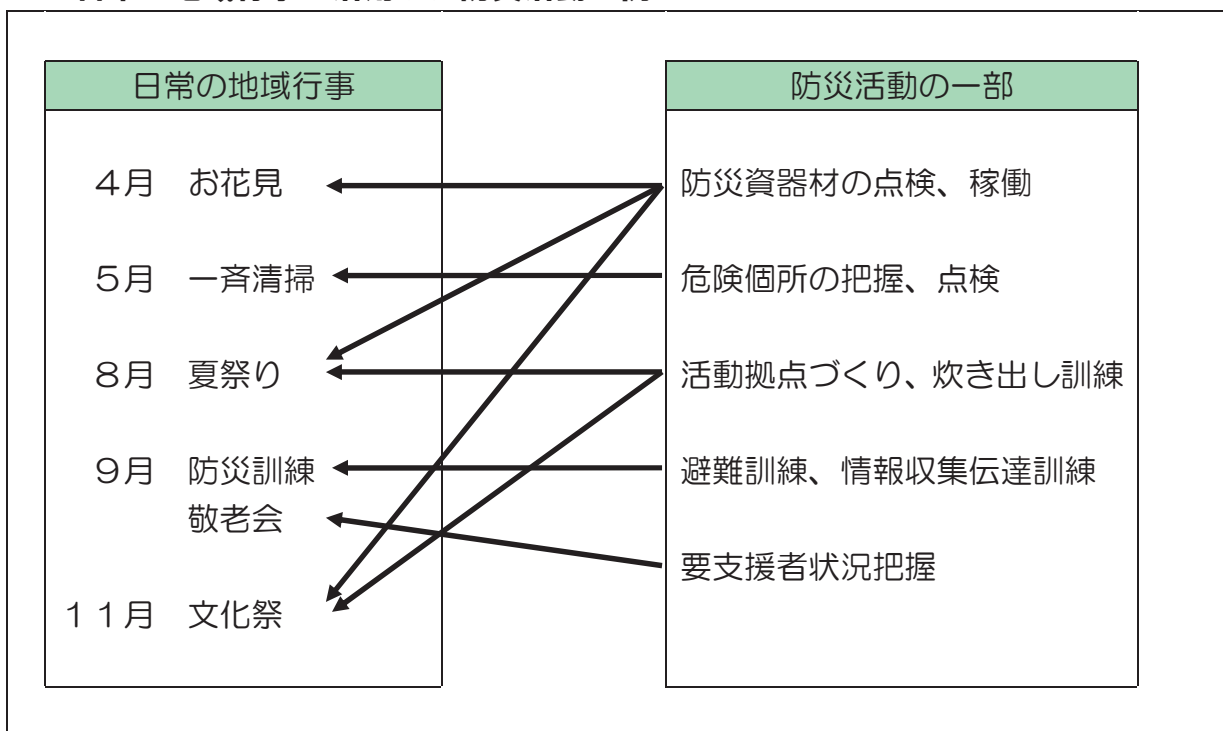 日常の地域行事
４月　お花見
５月　一斉清掃
８月　夏祭り
９月　防災訓練
敬老会
１１月　文化祭
防災活動の一部
防災資器材の点検、稼働
危険個所の把握、点検
活動拠点づくり、炊き出し訓練
避難訓練、情報収集伝達訓練
要支援者状況把握